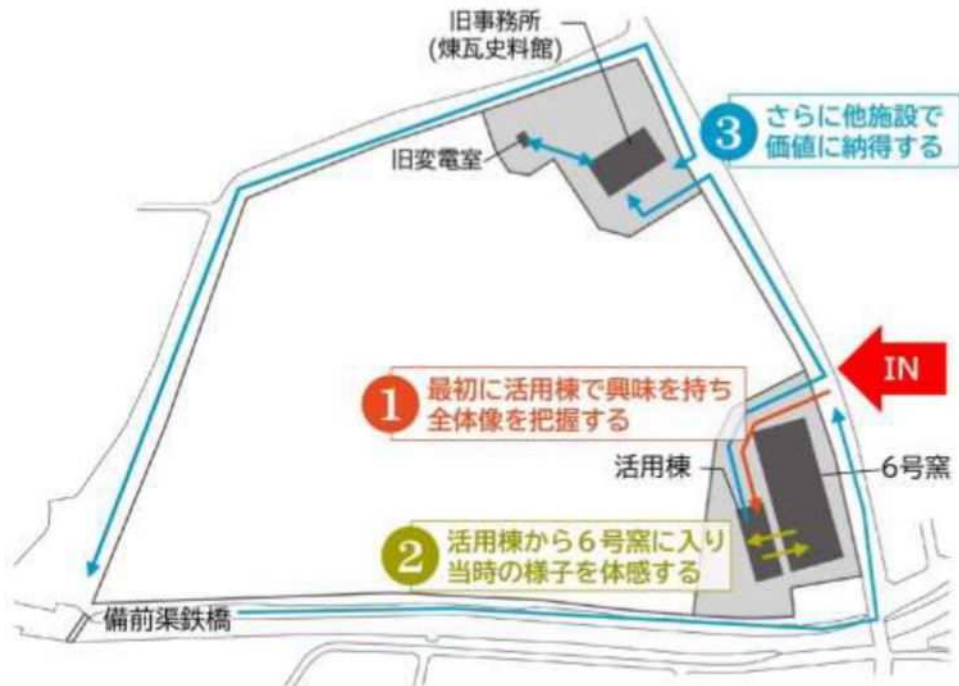 旧事務所
(煉瓦史料館)
3 さらに他施設で
価値に納得する
旧変電室
IN
1 最初に活用棟で興味を持ち
全体像を把握する
活用棟
6号窯
2 活用棟から6号窯に入り
当時の様子を体感する
備前渠鉄橋